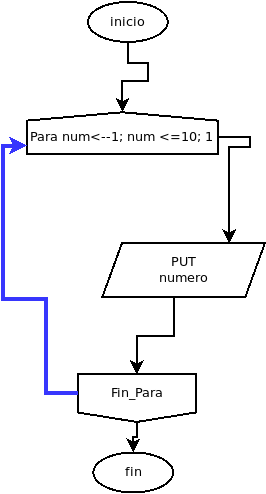 inicio
Para num<--1; num <=10; 1
PUT
numero
Fin_Para
fin